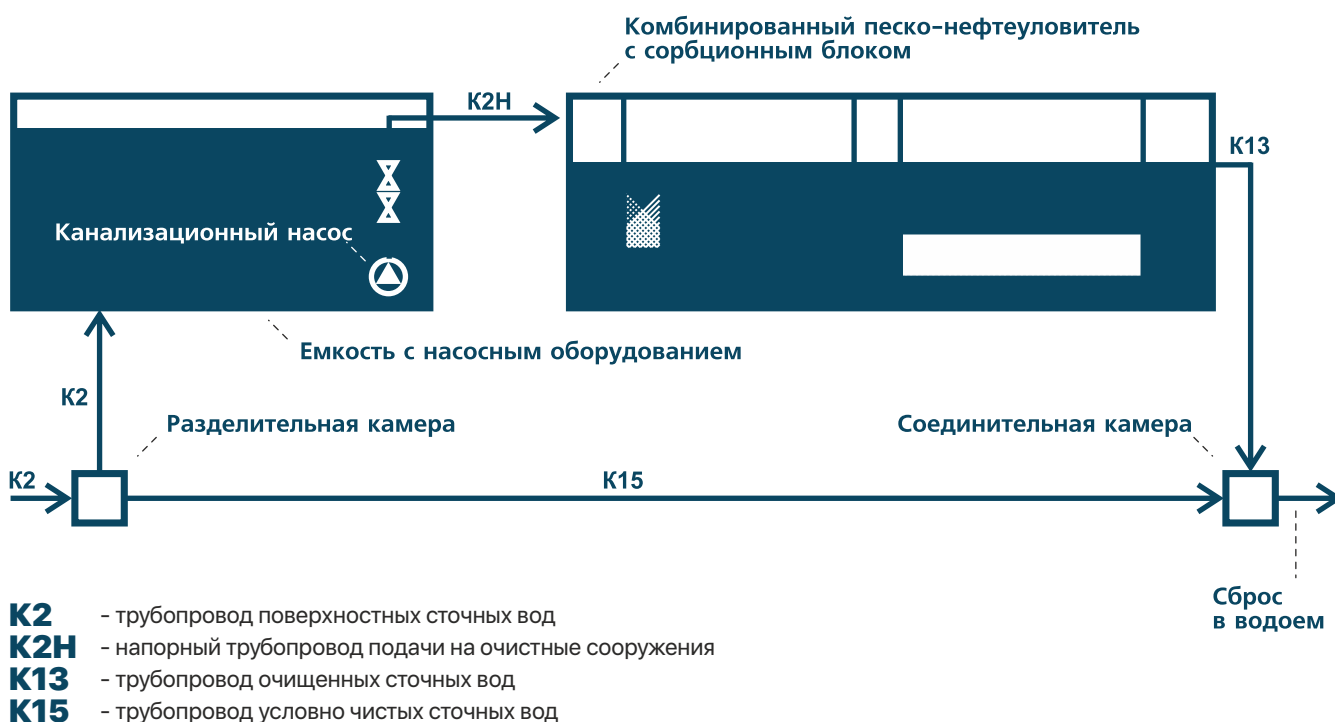 Комбинированный песко-нефтеуловитель
с сорбционным блоком
К2Н
К13
Канализационный насос
Емкость с насосным оборудованием
К2
Разделительная камера
Соединительная камера
К2
К15
Сброс
в водоем
К2 - трубопровод поверхностных сточных вод
К2Н - напорный трубопровод подачи на очистные сооружения
К13 - трубопровод очищенных сточных вод
К15 - трубопровод условно чистых сточных вод